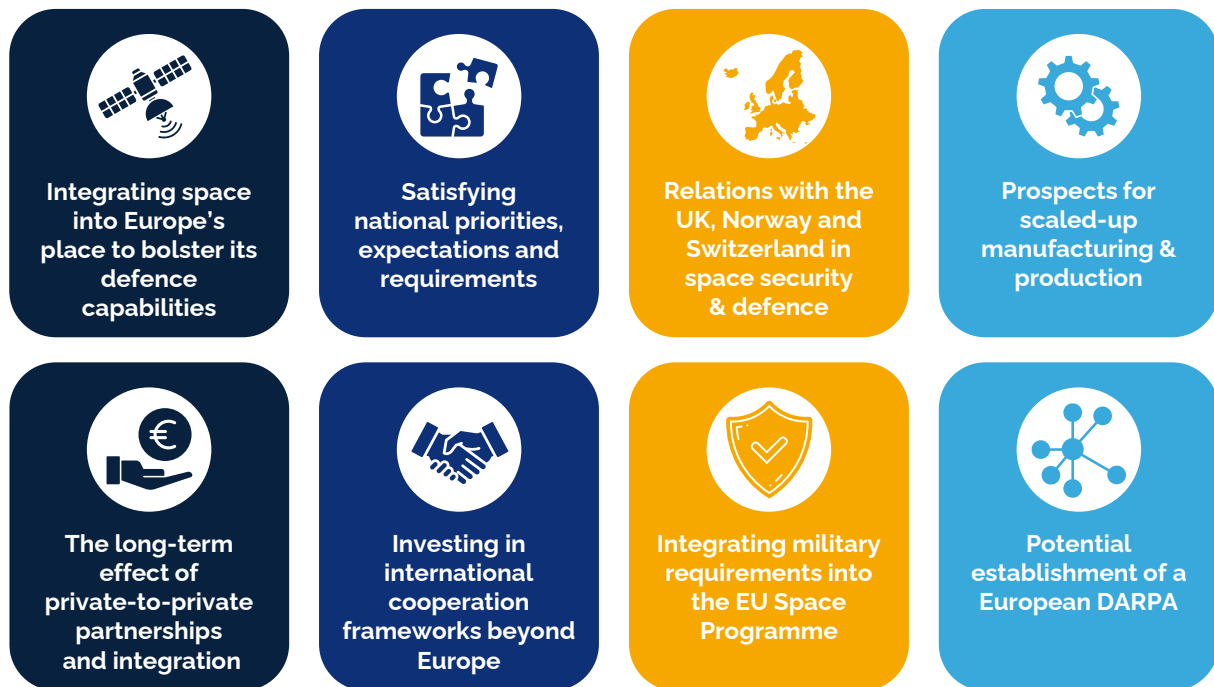 Integrating space
into Europe's
place to bolster its
defence
capabilities
Satisfying
national priorities,
expectations and
requirements
Relations with the
UK, Norway and
Switzerland in
space security
& defence
Prospects for
scaled-up
manufacturing &
production
€
The long-term
effect of
private-to-private
partnerships
and integration
Investing in
international
cooperation
frameworks beyond
Europe
Integrating military
requirements into
the EU Space
Programme
Potential
establishment of a
European DARPA